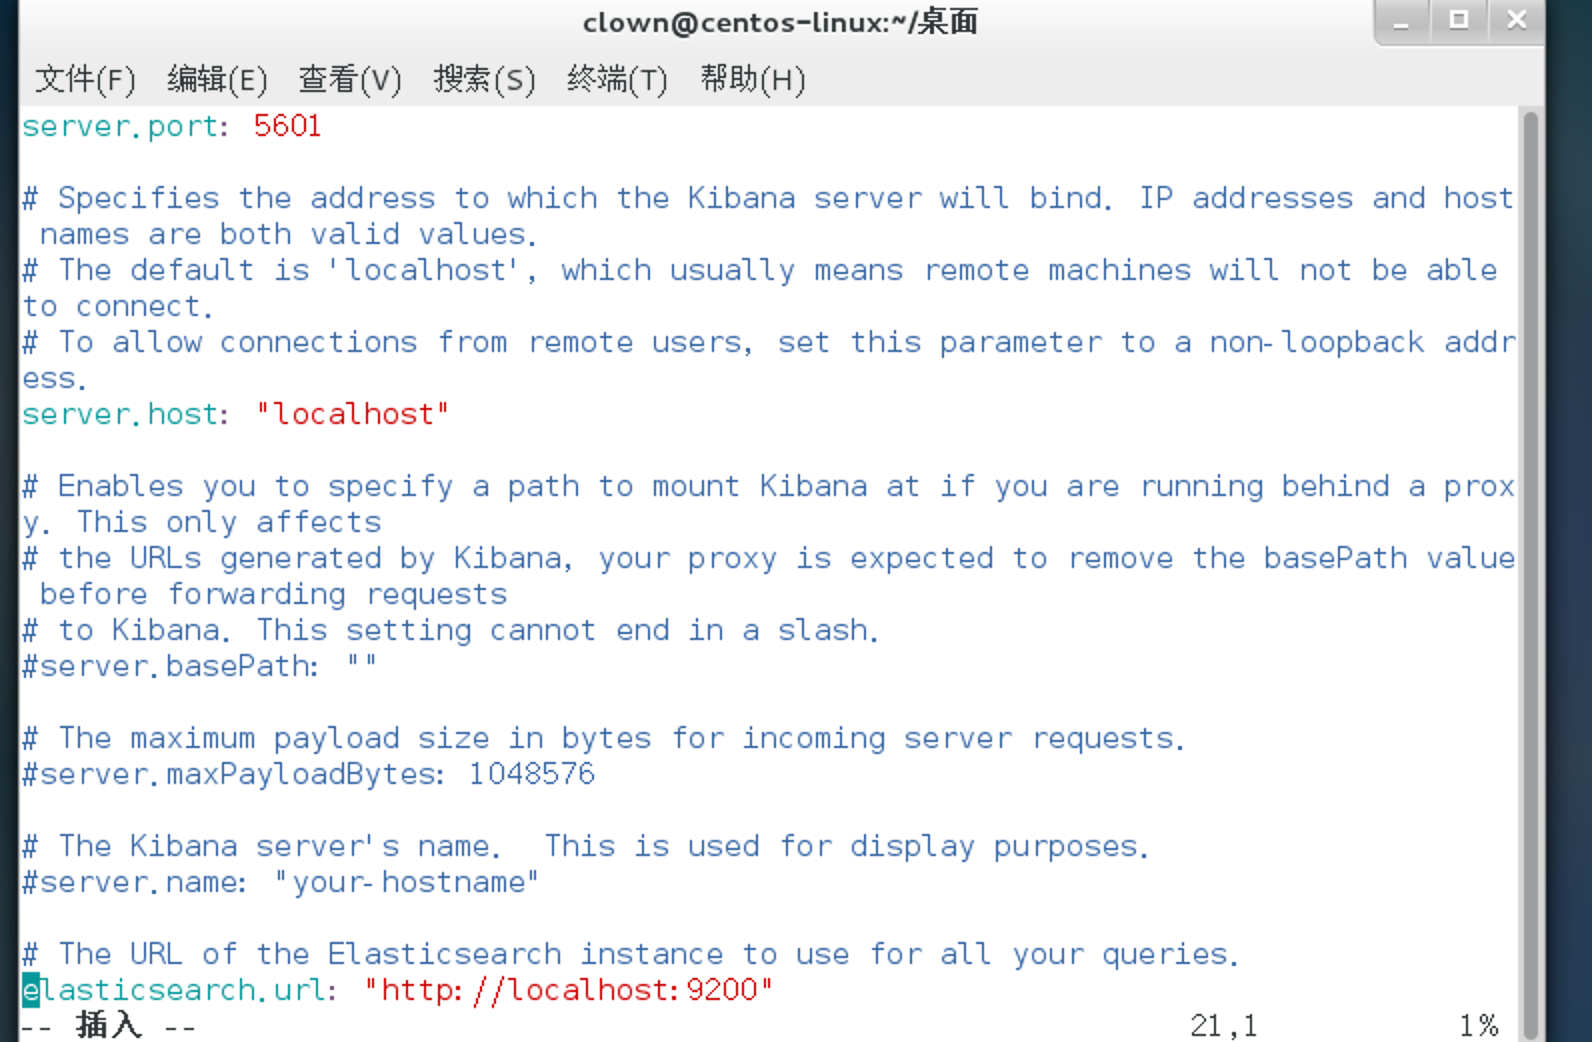 clown@centos-linux:~/桌面
文件(F) 编辑(E) 查看(V) 搜索(S) 终端(T) 帮助(H)
server.port: 5601
# Specifies the address to which the Kibana server will bind. IP addresses and host
names are both valid values.
# The default is 'localhost', which usually means remote machines will not be able
to connect.
# To allow connections from remote users, set this parameter to a non-loopback addr
ess.
server.host: "localhost"
# Enables you to specify a path to mount Kibana at if you are running behind a prox
y. This only affects
# the URLs generated by Kibana, your proxy is expected to remove the basePath value
before forwarding requests
# to Kibana. This setting cannot end in a slash.
#server.basePath: ""
# The maximum payload size in bytes for incoming server requests.
#server.maxPayloadBytes: 1048576
# The Kibana server's name.  This is used for display purposes.
#server.name: "your-hostname"
# The URL of the Elasticsearch instance to use for all your queries.
elasticsearch.url: "http://localhost:9200"
-- 插入 -- 21,1 1%